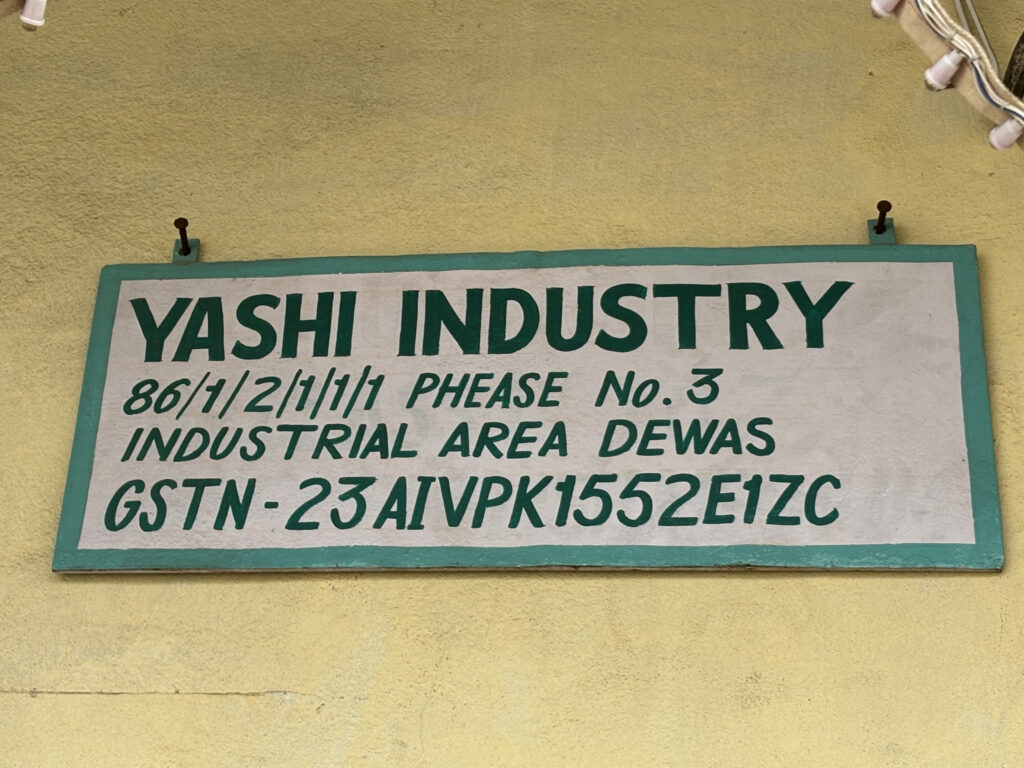 YASHI INDUSTRY
86/1/2/1/1/1 PHEASE No. 3
INDUSTRIAL AREA DEWAS
GSTN-23AIVPK1552E1ZC